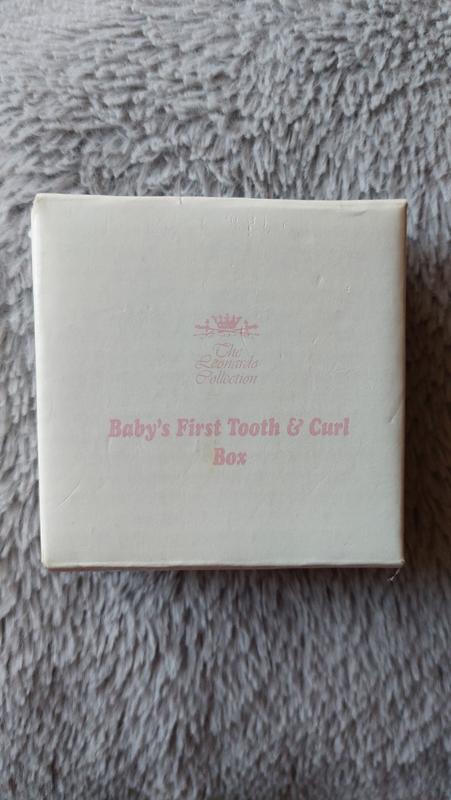 The
Leonardo
Collection
Baby's First Tooth & Curl
Box